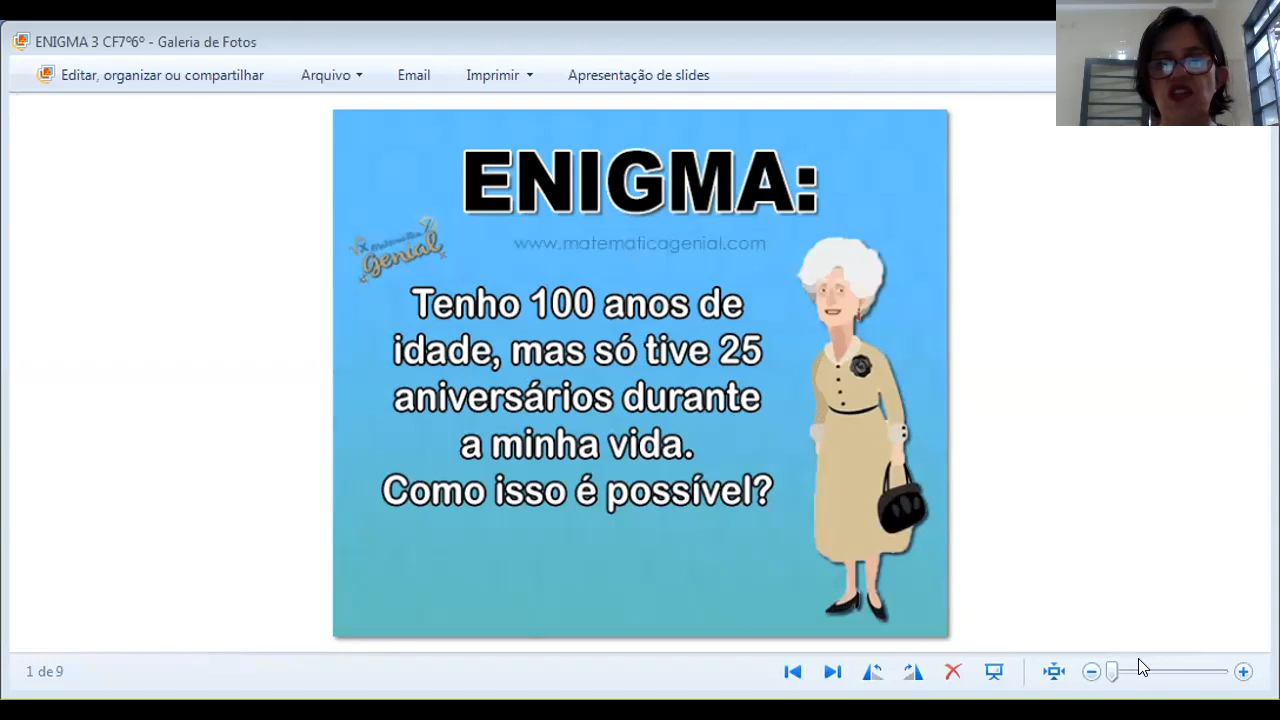 ENIGMA 3 CF7º6º - Galeria de Fotos
Editar, organizar ou compartilhar
Arquivo
Email
Imprimir
Apresentação de slides
ENIGMA:
Matemática
Genial
www.matematicagenial.com
Tenho 100 anos de
idade, mas só tive 25
aniversários durante
a minha vida.
Como isso é possível?
1 de 9